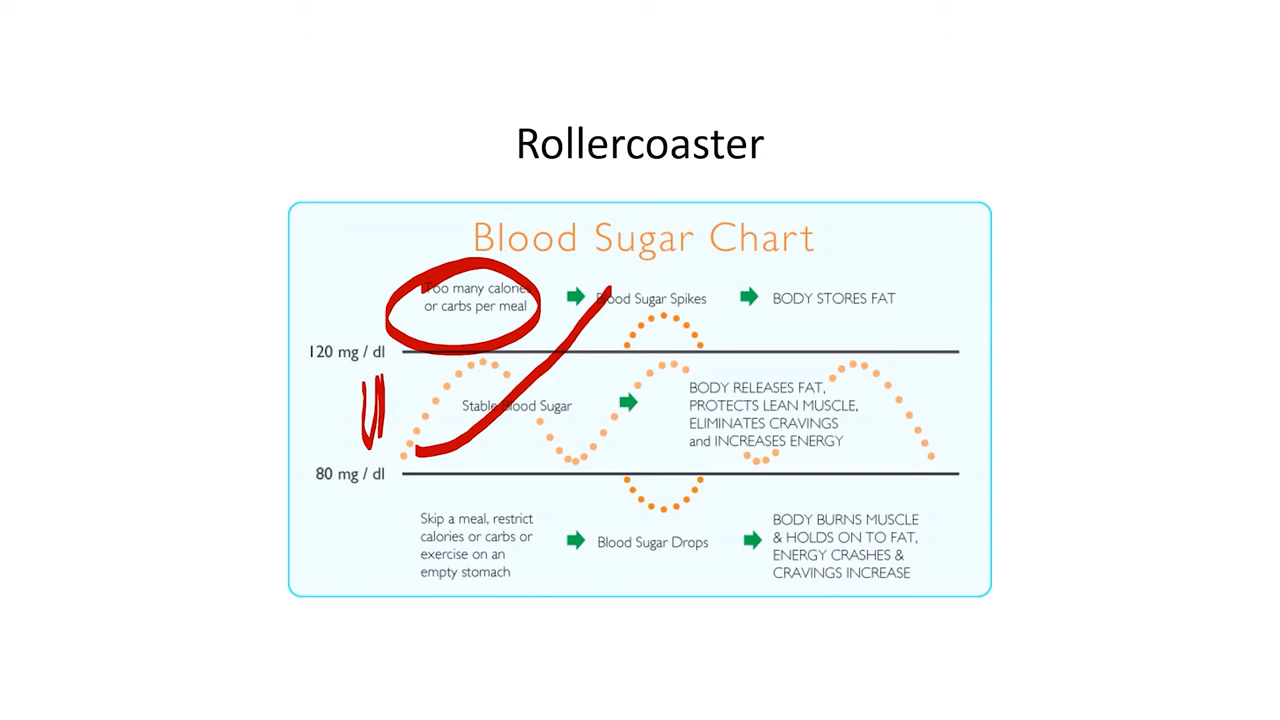 Rollercoaster
Blood Sugar Chart
Too many calories
or carbs per meal
Blood Sugar Spikes
BODY STORES FAT
120 mg / dl
Stable Blood Sugar
BODY RELEASES FAT,
PROTECTS LEAN MUSCLE,
ELIMINATES CRAVINGS
and INCREASES ENERGY
80 mg / dl
Skip a meal, restrict
calories or carbs or
exercise on an
empty stomach
Blood Sugar Drops
BODY BURNS MUSCLE
& HOLDS ON TO FAT,
ENERGY CRASHES &
CRAVINGS INCREASE